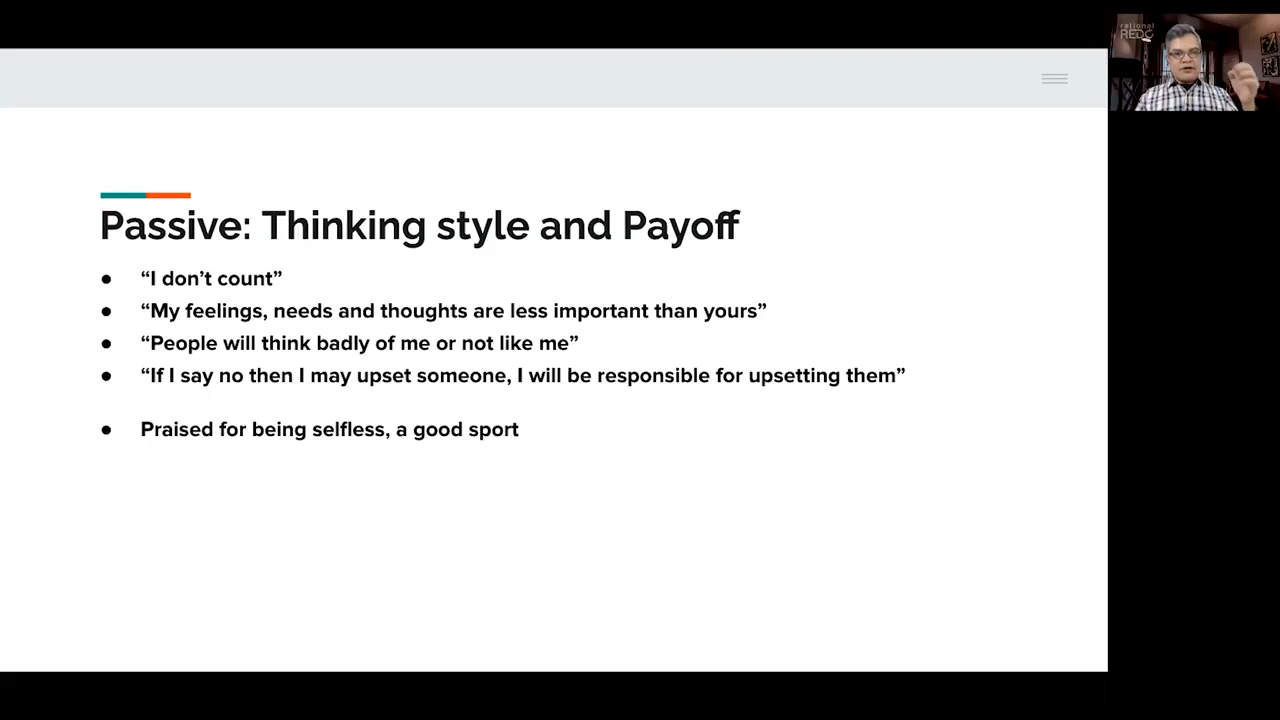 rational
REDO
Passive: Thinking style and Payoff
● “I don’t count”
● “My feelings, needs and thoughts are less important than yours”
● “People will think badly of me or not like me”
● “If I say no then I may upset someone, I will be responsible for upsetting them”
● Praised for being selfless, a good sport